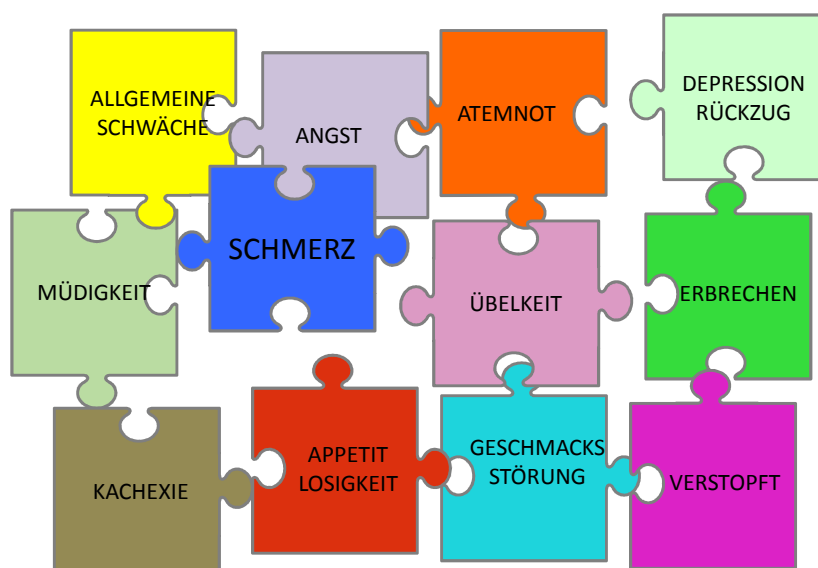 ALLGEMEINE
SCHWÄCHE
ANGST
ATEMNOT
DEPRESSION
RÜCKZUG
MÜDIGKEIT
SCHMERZ
ÜBELKEIT
ERBRECHEN
KACHEXIE
APPETIT
LOSIGKEIT
GESCHMACKS
STÖRUNG
VERSTOPFT